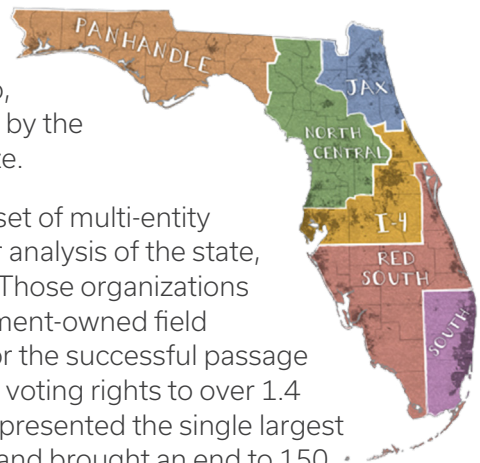 PANHANDLE
JAX
NORTH
CENTRAL
I-4
RED
SOUTH
SOUTH
by the
set of multi-entity
analysis of the state,
Those organizations
ment-owned field
or the successful passage
voting rights to over 1.4
presented the single largest
and brought an end to 150